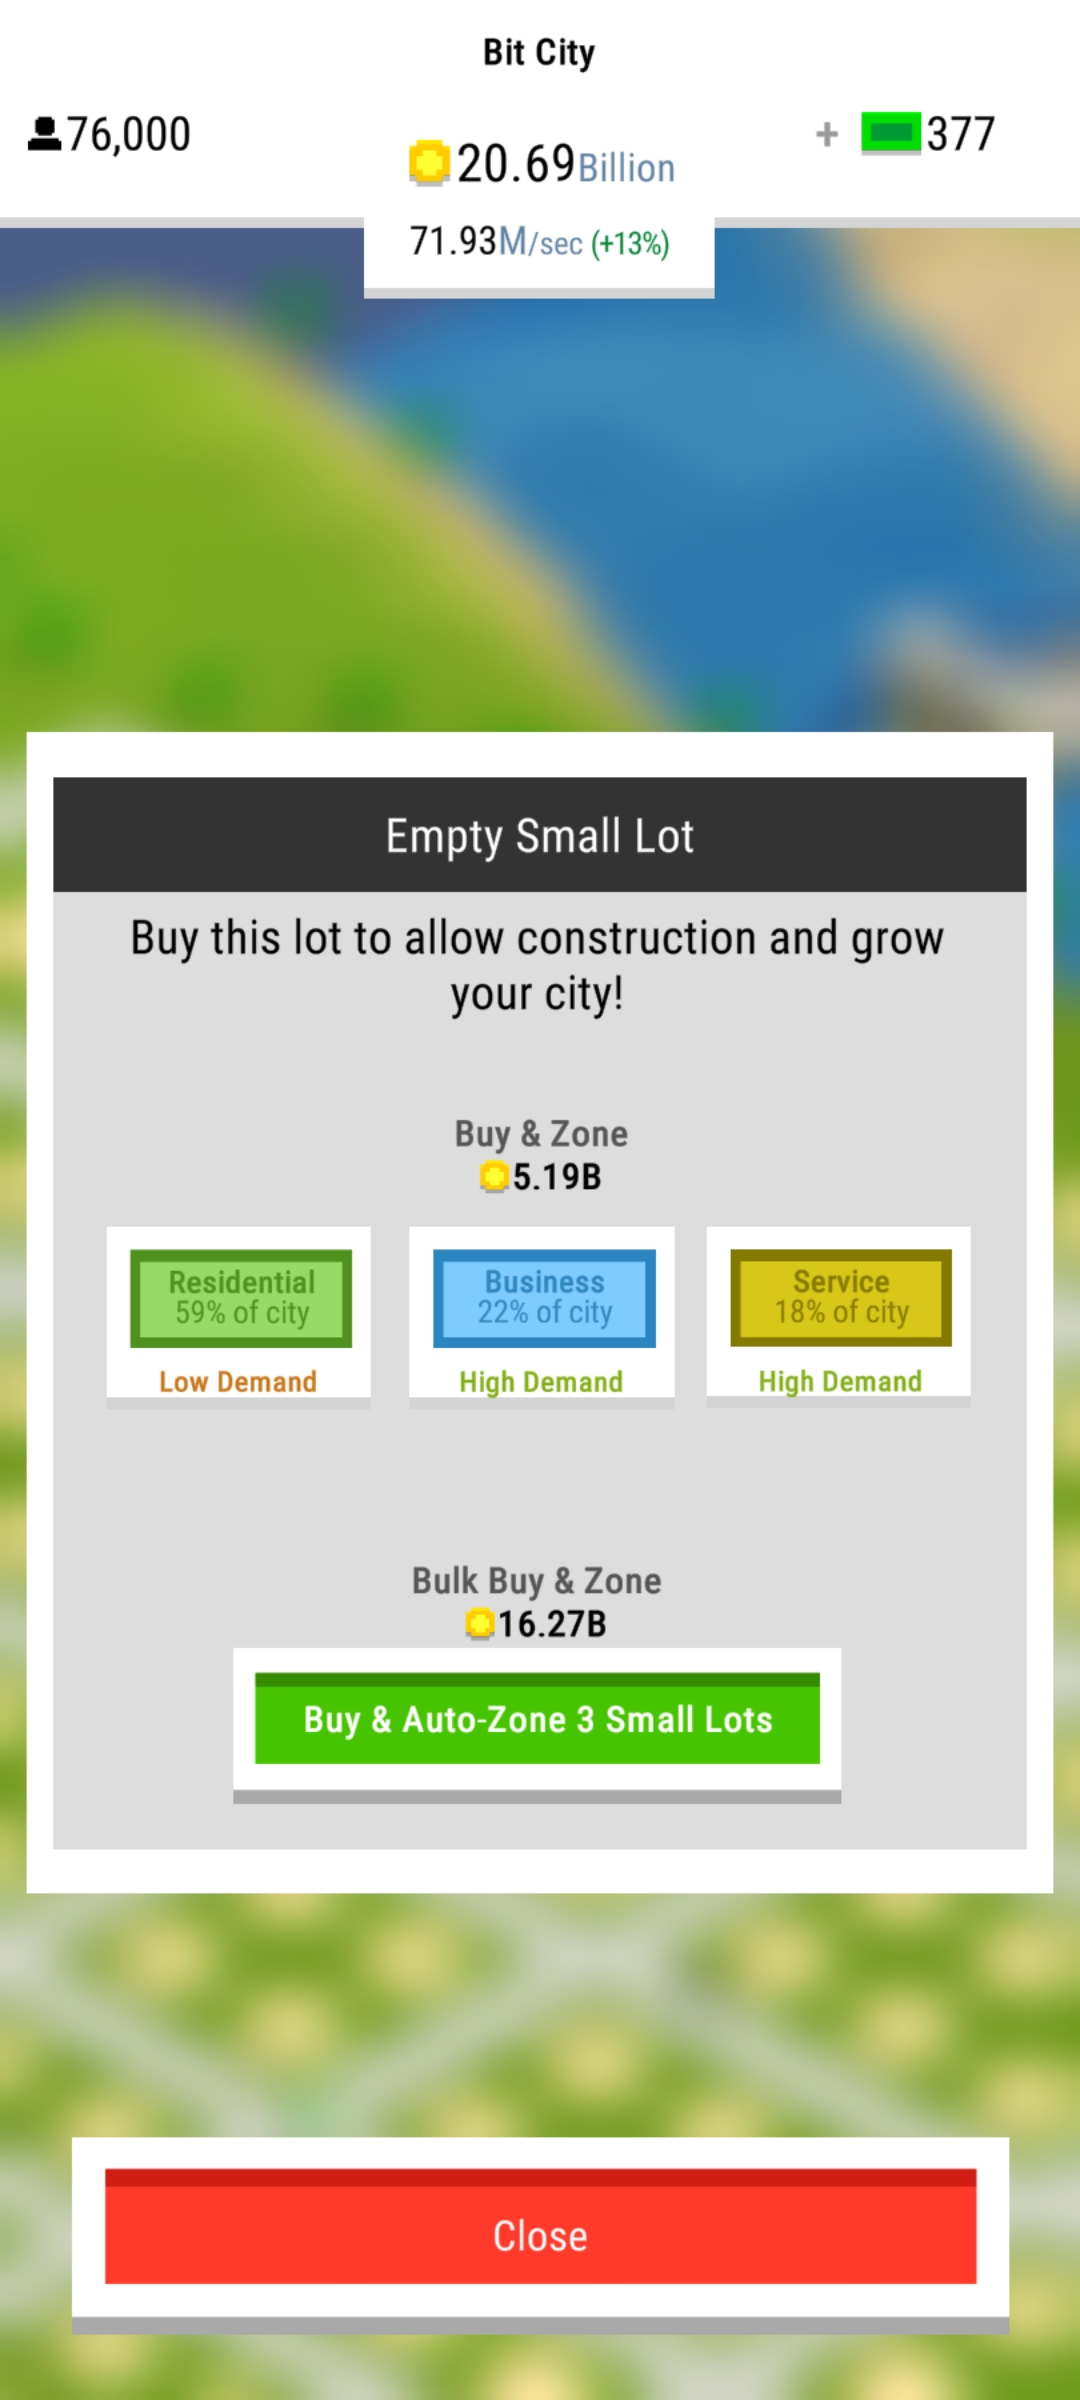 Bit City
76,000
20.69Billion
+ 377
71.93M/sec (+13%)
Empty Small Lot
Buy this lot to allow construction and grow
your city!
Buy & Zone
5.19B
Residential
59% of city
Low Demand
Business
22% of city
High Demand
Service
18% of city
High Demand
Bulk Buy & Zone
16.27B
Buy & Auto-Zone 3 Small Lots
Close